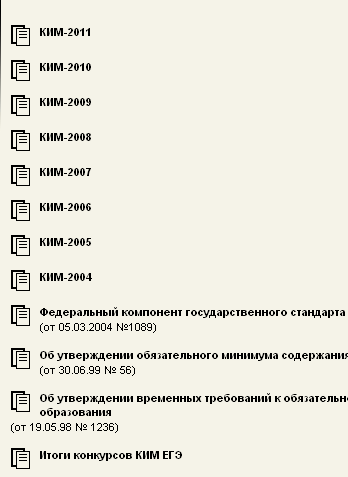 КИМ-2011
КИМ-2010
КИМ-2009
КИМ-2008
КИМ-2007
КИМ-2006
КИМ-2005
КИМ-2004
Федеральный компонент государственного стандарта
(от 05.03.2004 №1089)
Об утверждении обязательного минимума содержания
(от 30.06.99 № 56)
Об утверждении временных требований к обязательно
образования
(от 19.05.98 № 1236)
Итоги конкурсов КИМ ЕГЭ